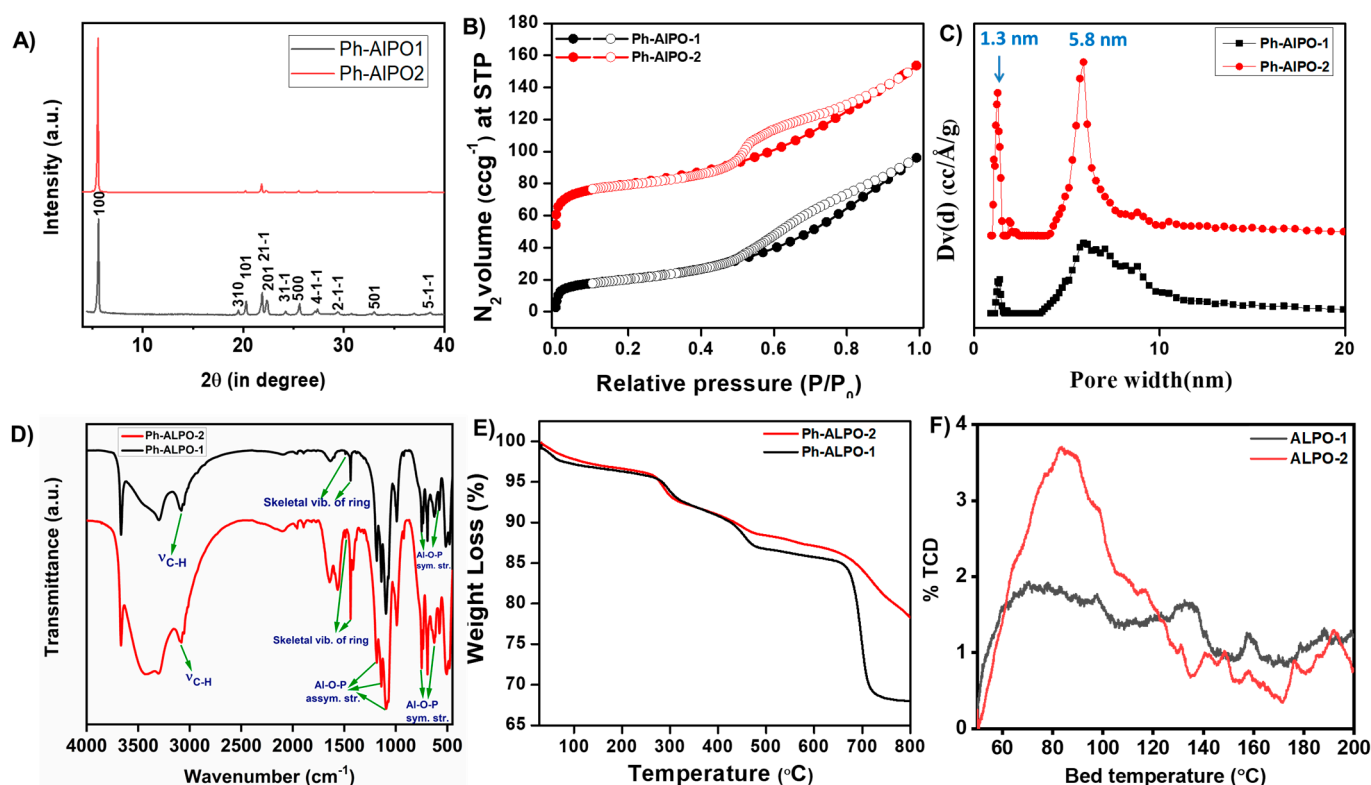 A)
Ph-AlPO1
Ph-AlPO2
Intensity (a.u.)
100
310
101
201
21-1
31-1
500
4-1-1
2-1-1
501
5-1-1
10 20 30 40
2θ (in degree)
B)
Ph-AlPO-1
Ph-AlPO-2
N2 volume (ccg-1) at STP
180
160
140
120
100
80
60
40
20
0
0.0 0.2 0.4 0.6 0.8 1.0
Relative pressure (P/P0)
C)
1.3 nm
5.8 nm
Ph-AlPO-1
Ph-AlPO-2
Dv(d) (cc/Å/g)
0 10 20
Pore width(nm)
D)
Ph-ALPO-2
Ph-ALPO-1
Transmittance (a.u.)
Skeletal vib. of ring
νC-H
Al-O-P
sym. str.
Skeletal vib. of ring
νC-H
Al-O-P
assym. str.
Al-O-P
sym. str.
4000 3500 3000 2500 2000 1500 1000 500
Wavenumber (cm-1)
E)
Ph-ALPO-2
Ph-ALPO-1
Weight Loss (%)
100
95
90
85
80
75
70
65
100 200 300 400 500 600 700 800
Temperature (oC)
F)
ALPO-1
ALPO-2
% TCD
4
3
2
1
0
60 80 100 120 140 160 180 200
Bed temperature (°C)